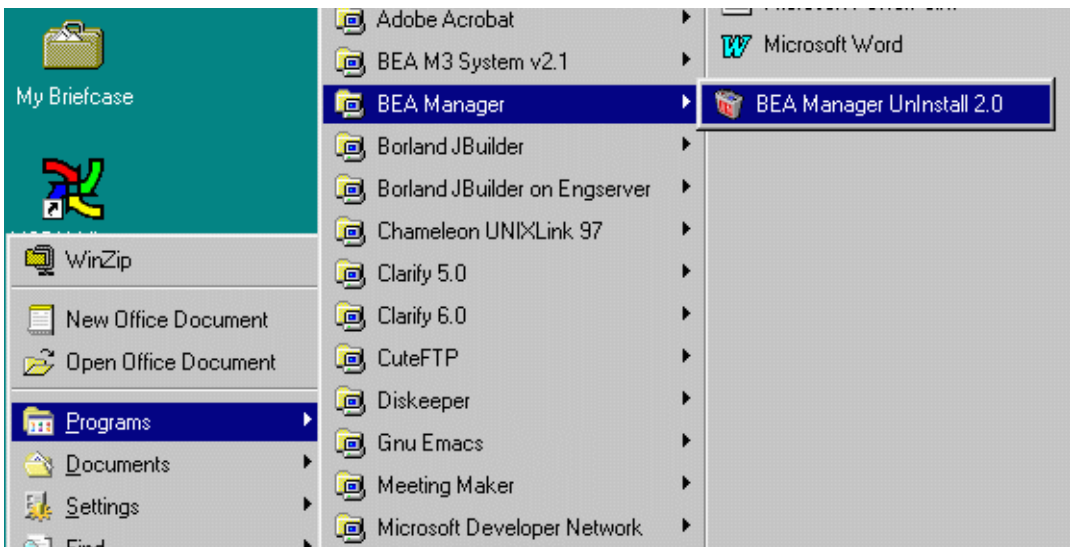 My Briefcase
WinZip
New Office Document
Open Office Document
Programs
Documents
Settings
Find
Adobe Acrobat
BEA M3 System v2.1
BEA Manager
Borland JBuilder
Borland JBuilder on Engserver
Chameleon UNIXLink 97
Clarify 5.0
Clarify 6.0
CuteFTP
Diskeeper
Gnu Emacs
Meeting Maker
Microsoft Developer Network
Microsoft Word
BEA Manager UnInstall 2.0